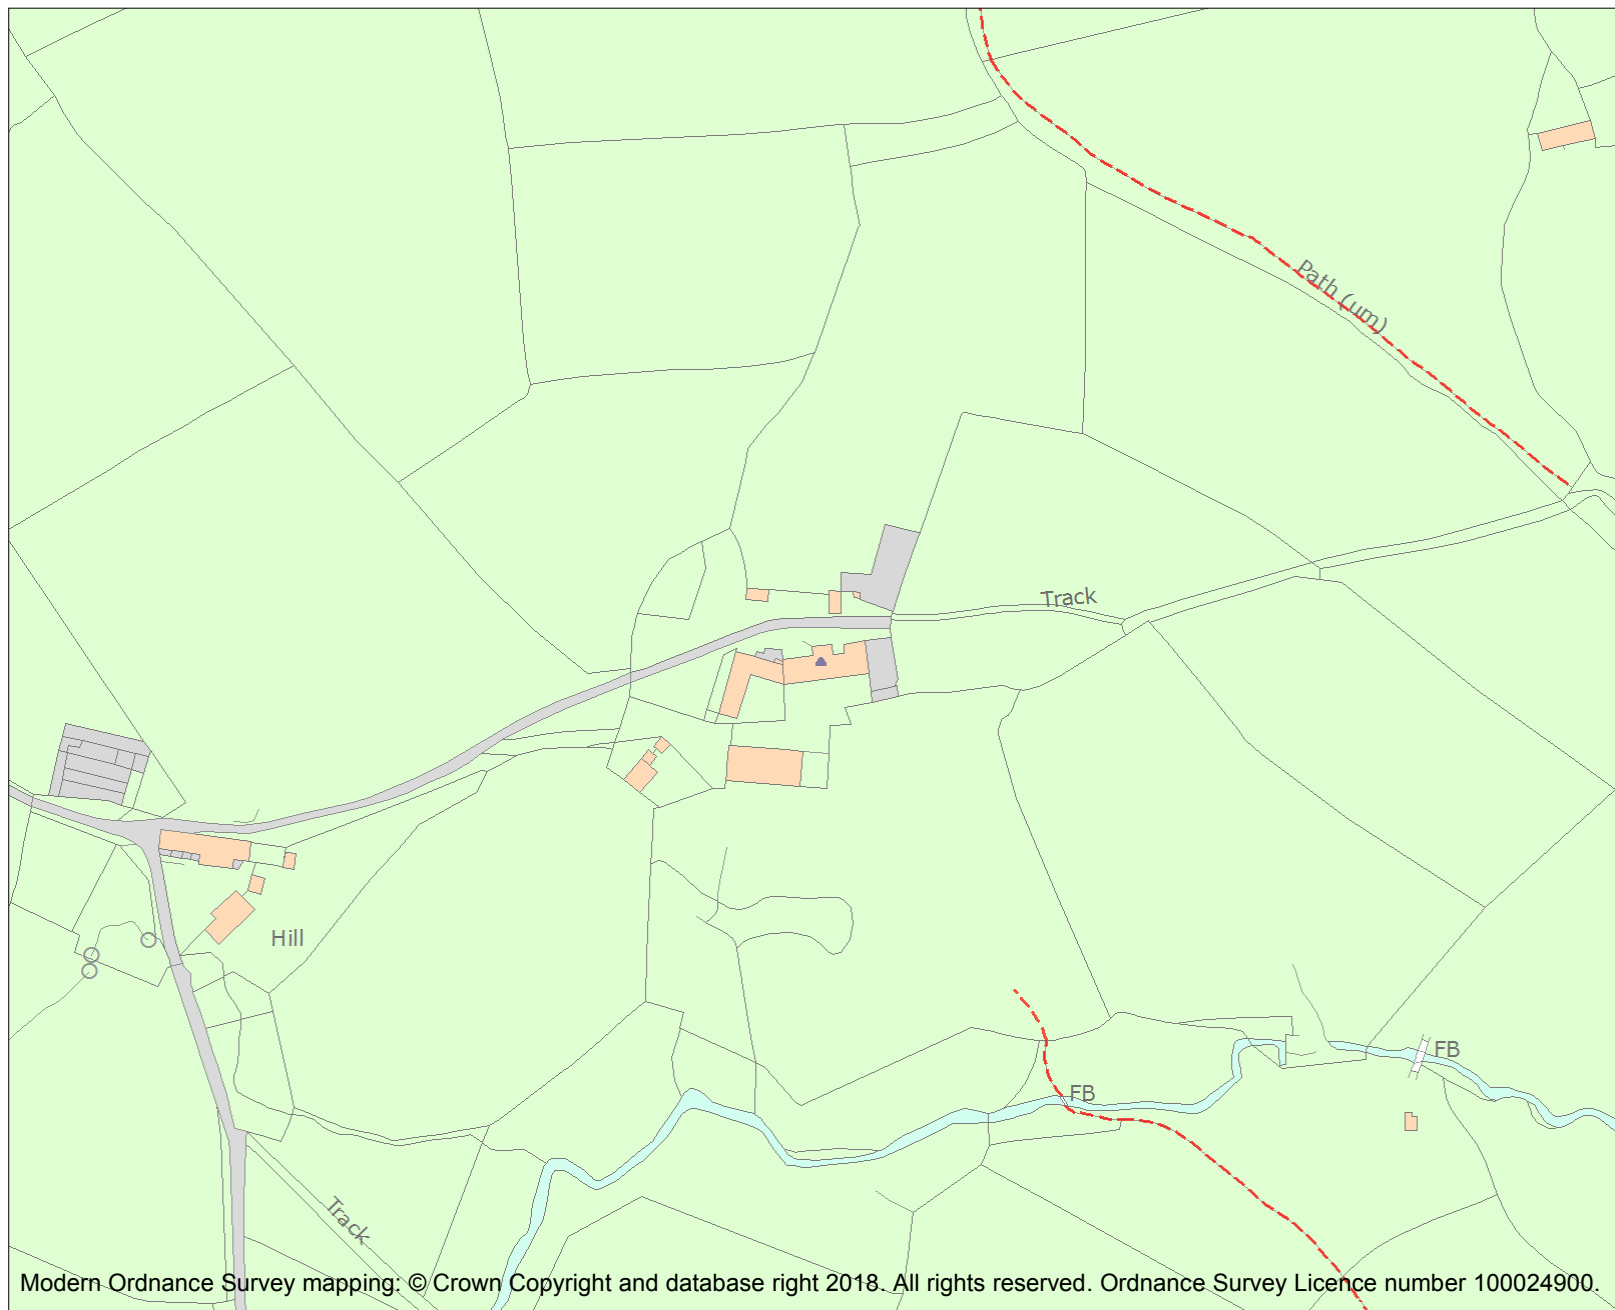 Path (um)
Track
Hill
FB
FB
Track
Modern Ordnance Survey mapping: © Crown Copyright and database right 2018. All rights reserved. Ordnance Survey Licence number 100024900.